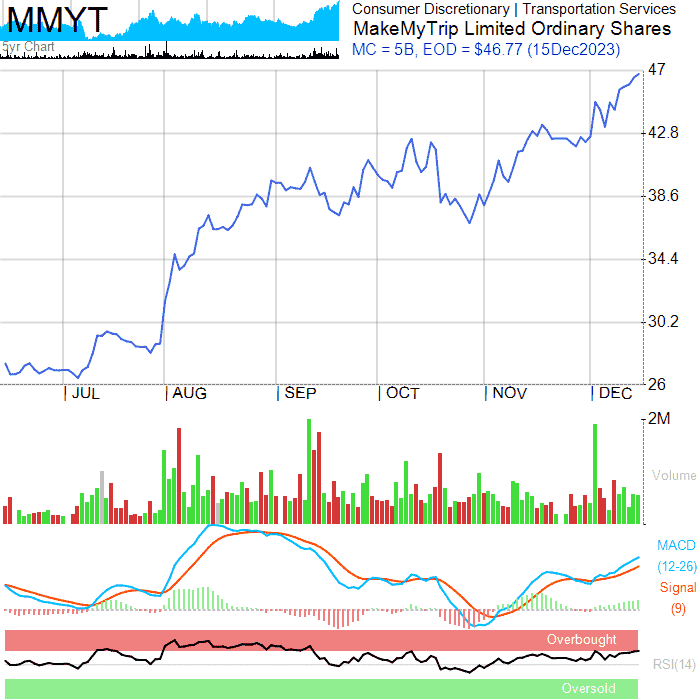 MMYT
5yr Chart
Consumer Discretionary | Transportation Services
MakeMyTrip Limited Ordinary Shares
MC = 5B, EOD = $46.77 (15Dec2023)
47
42.8
38.6
34.4
30.2
26
| JUL | AUG | SEP | OCT | NOV | DEC
2M
Volume
MACD
(12-26)
Signal
(9)
Overbought
RSI(14)
Oversold